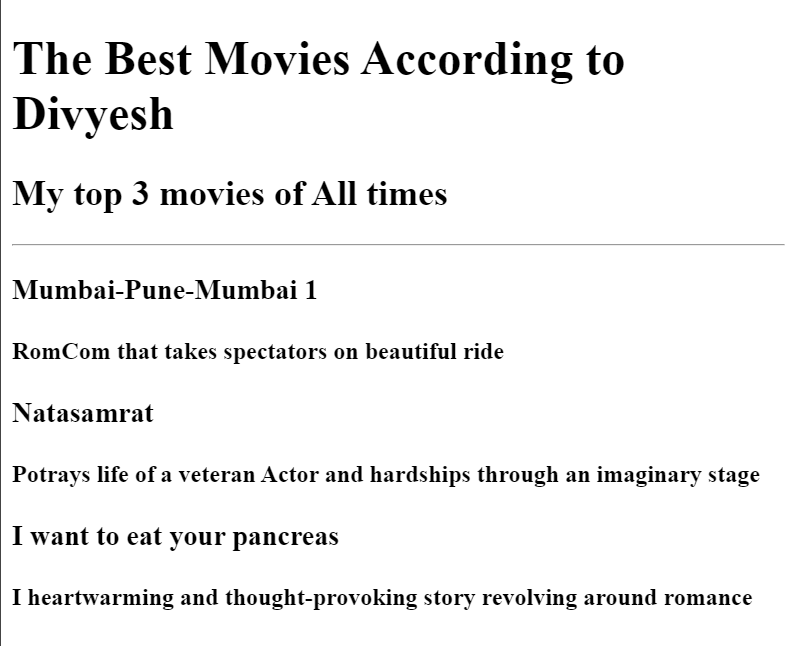 The Best Movies According to
Divyesh
My top 3 movies of All times
Mumbai-Pune-Mumbai 1
RomCom that takes spectators on beautiful ride
Natasamrat
Potrays life of a veteran Actor and hardships through an imaginary stage
I want to eat your pancreas
I heartwarming and thought-provoking story revolving around romance